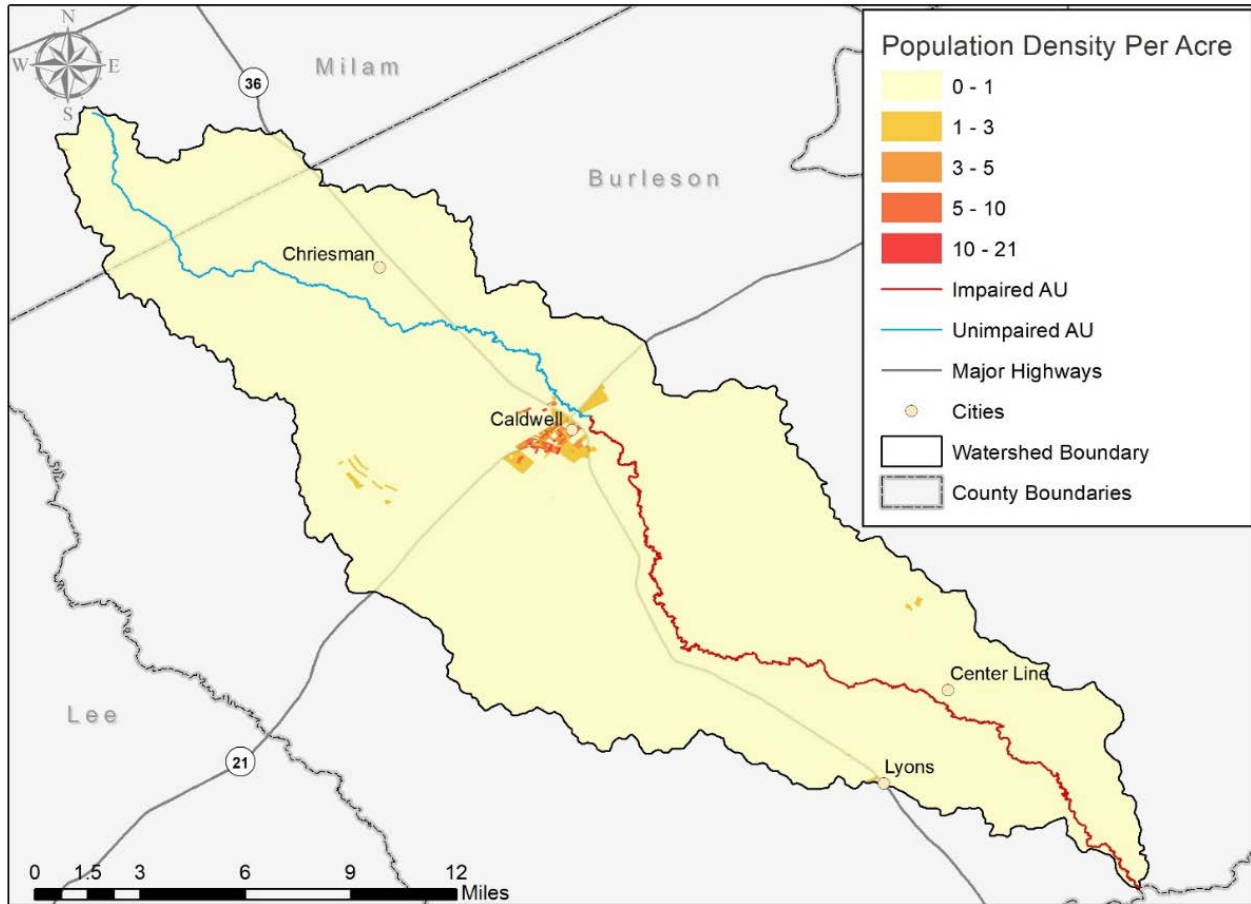 N
W E
S
Milam
36
Burleson
Chriesman
Caldwell
Center Line
Lyons
Lee
21
0 1.5 3 6 9 12
Miles
Population Density Per Acre
0 - 1
1 - 3
3 - 5
5 - 10
10 - 21
Impaired AU
Unimpaired AU
Major Highways
Cities
Watershed Boundary
County Boundaries